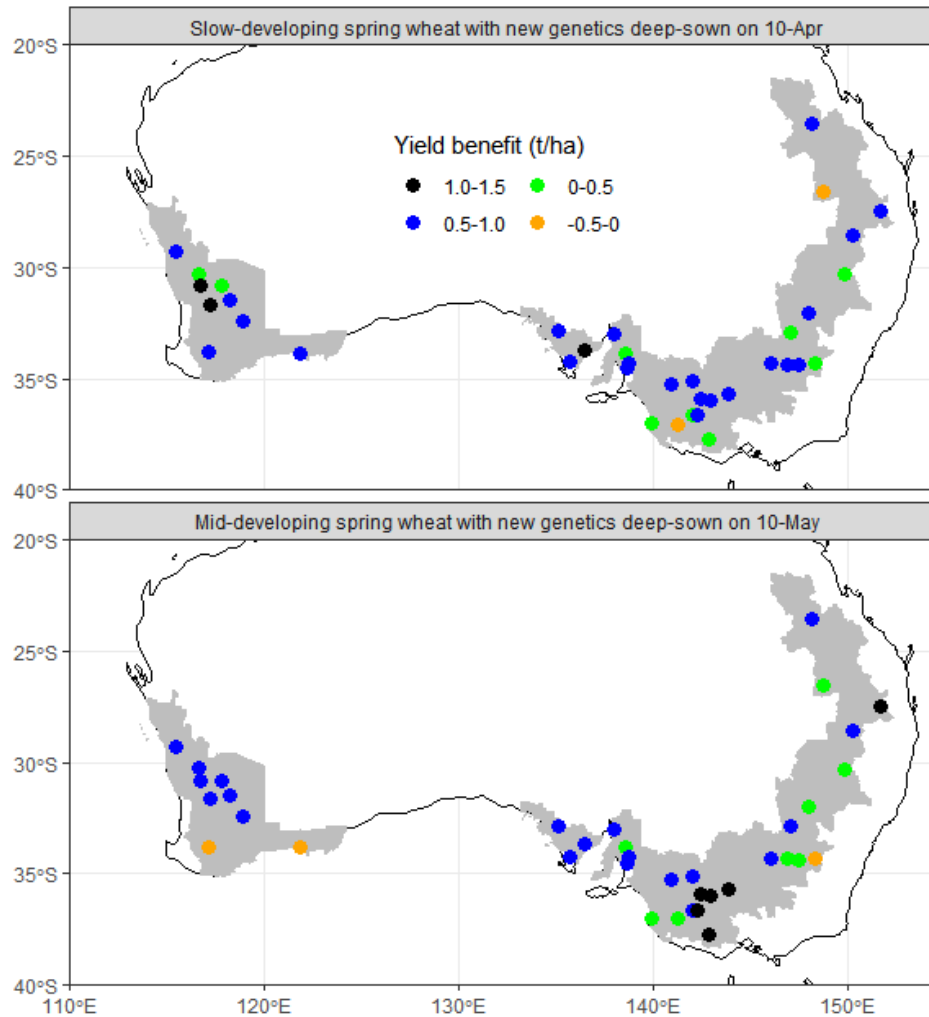 Slow-developing spring wheat with new genetics deep-sown on 10-Apr
20°S
Yield benefit (t/ha)
25°S
1.0-1.5
0-0.5
0.5-1.0
-0.5-0
30°S
35°S
40°S
Mid-developing spring wheat with new genetics deep-sown on 10-May
20°S
25°S
30°S
35°S
40°S
110°E
120°E
130°E
140°E
150°E